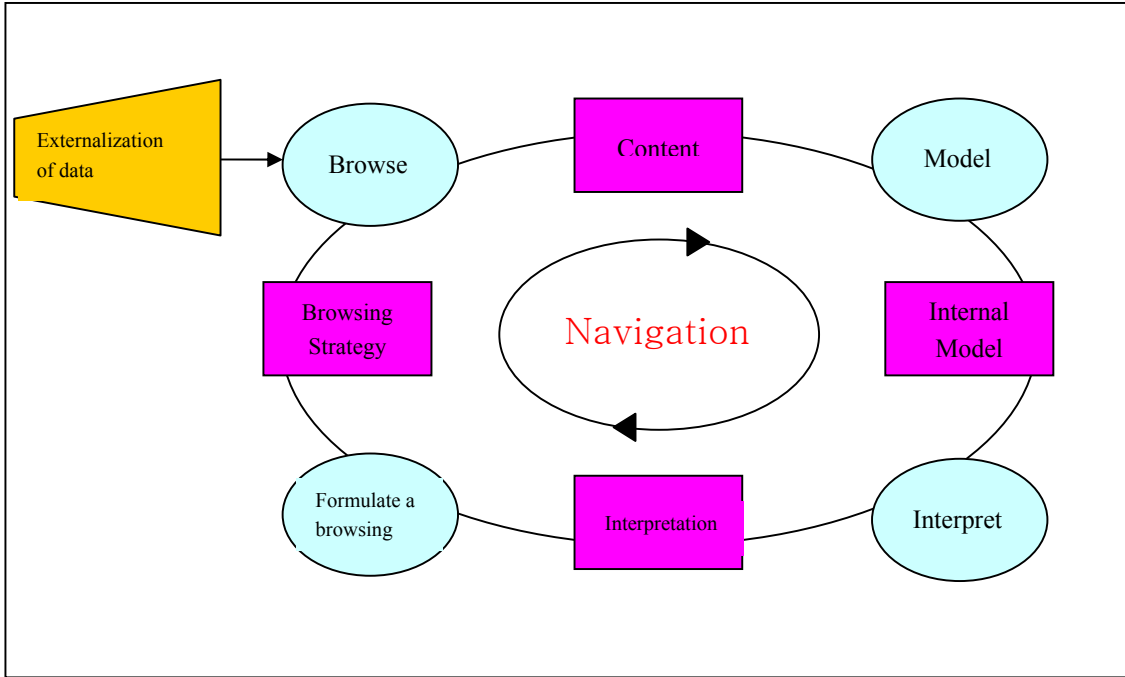 Externalization
of data
Browse
Content
Model
Browsing
Strategy
Navigation
Internal
Model
Formulate a
browsing
Interpretation
Interpret